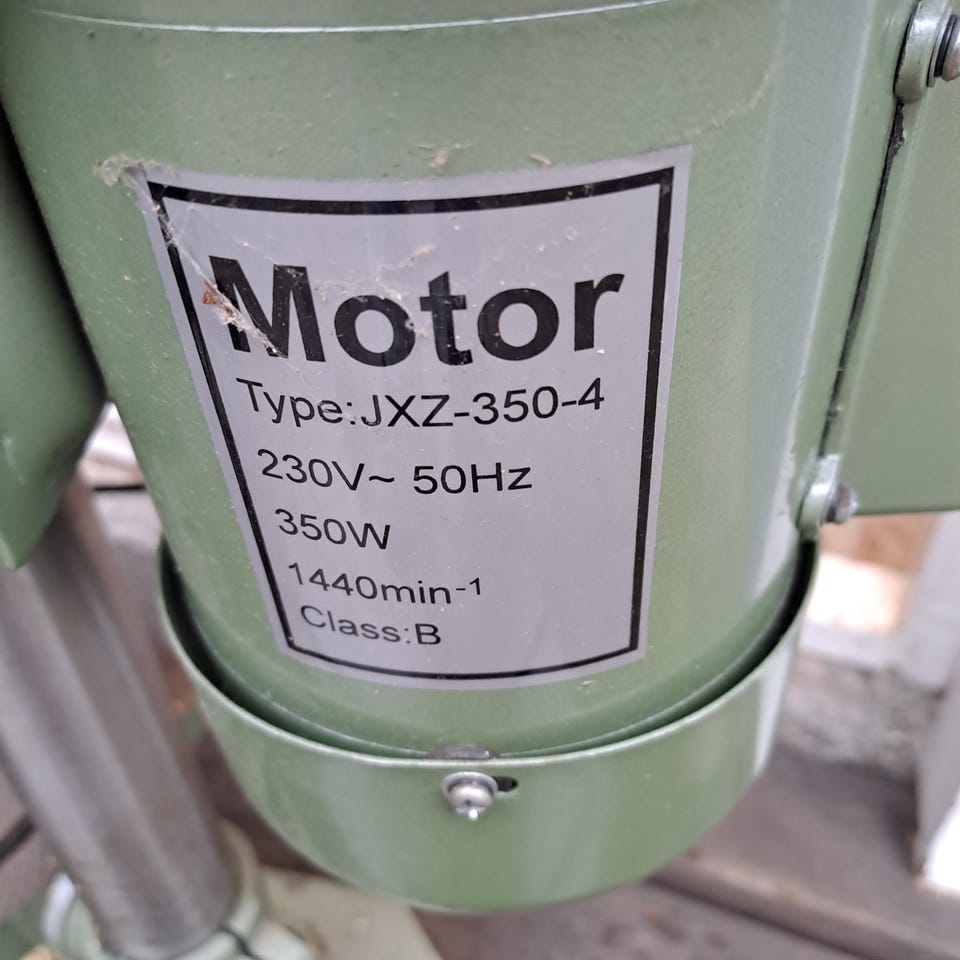 Motor
Type:JXZ-350-4
230V~ 50Hz
350W
1440min-1
Class:B